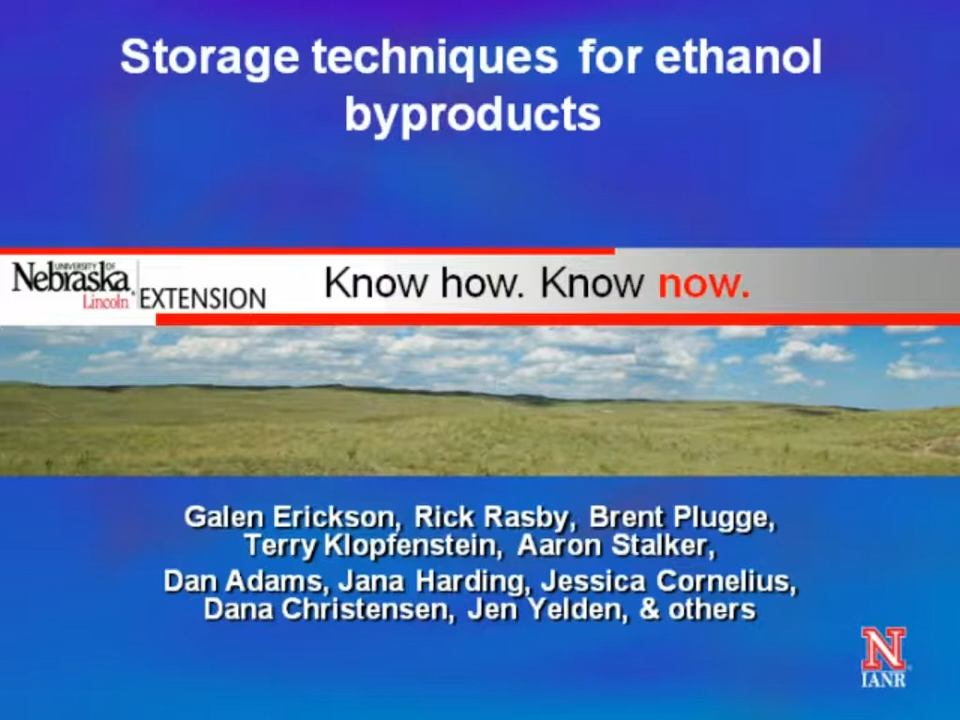 Storage techniques for ethanol
byproducts
UNIVERSITY OF
Nebraska
Lincoln
EXTENSION
Know how. Know now.
Galen Erickson, Rick Rasby, Brent Plugge,
Terry Klopfenstein, Aaron Stalker,
Dan Adams, Jana Harding, Jessica Cornelius,
Dana Christensen, Jen Yelden, & others
N
IANR